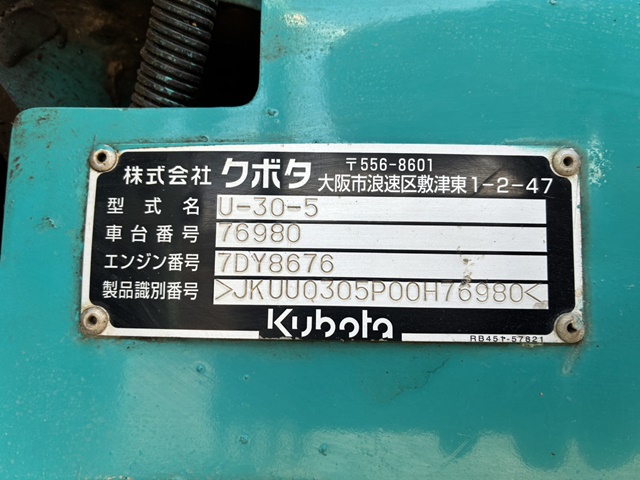 株式会社 クボタ 〒556-8601
大阪市浪速区敷津東1-2-47
型式名 U-30-5
車台番号 76980
エンジン番号 7DY8676
製品識別番号 >JKUUQ305P00H76980<
Kubota
RB451-57821